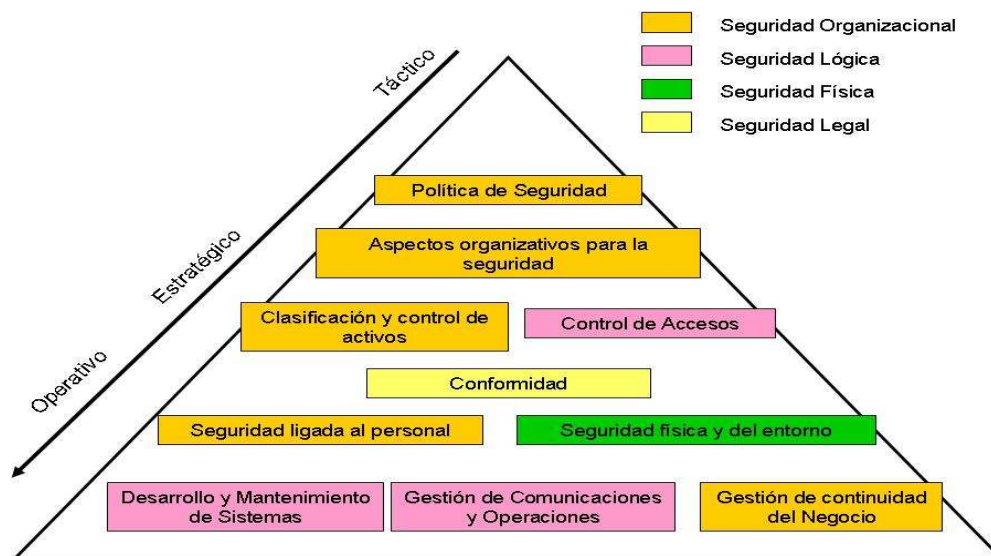 Seguridad Organizacional
Seguridad Lógica
Seguridad Física
Seguridad Legal
Táctico
Estratégico
Operativo
Política de Seguridad
Aspectos organizativos para la
seguridad
Clasificación y control de
activos
Control de Accesos
Conformidad
Seguridad ligada al personal
Seguridad física y del entorno
Desarrollo y Mantenimiento
de Sistemas
Gestión de Comunicaciones
y Operaciones
Gestión de continuidad
del Negocio